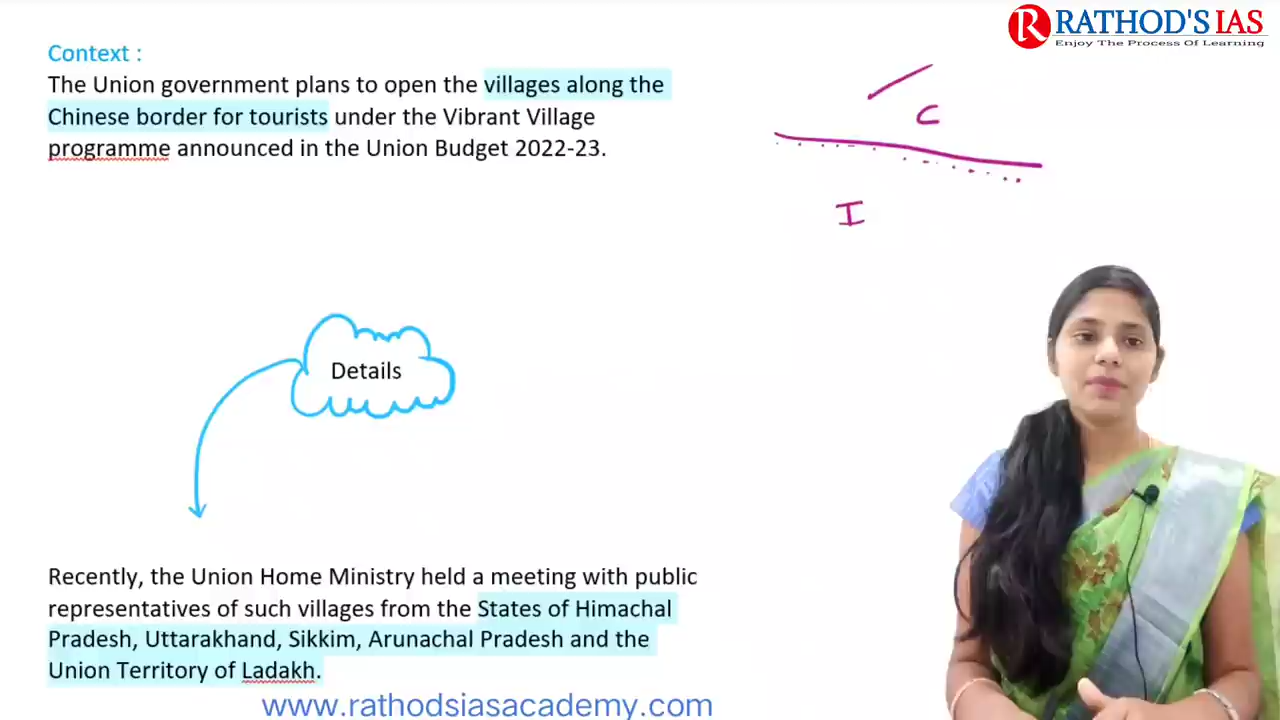 RATHOD'S IAS
Enjoy The Process Of Learning
Context :
The Union government plans to open the villages along the
Chinese border for tourists under the Vibrant Village
programme announced in the Union Budget 2022-23.
C
I
Details
Recently, the Union Home Ministry held a meeting with public
representatives of such villages from the States of Himachal
Pradesh, Uttarakhand, Sikkim, Arunachal Pradesh and the
Union Territory of Ladakh.
www.rathodsiasacademy.com